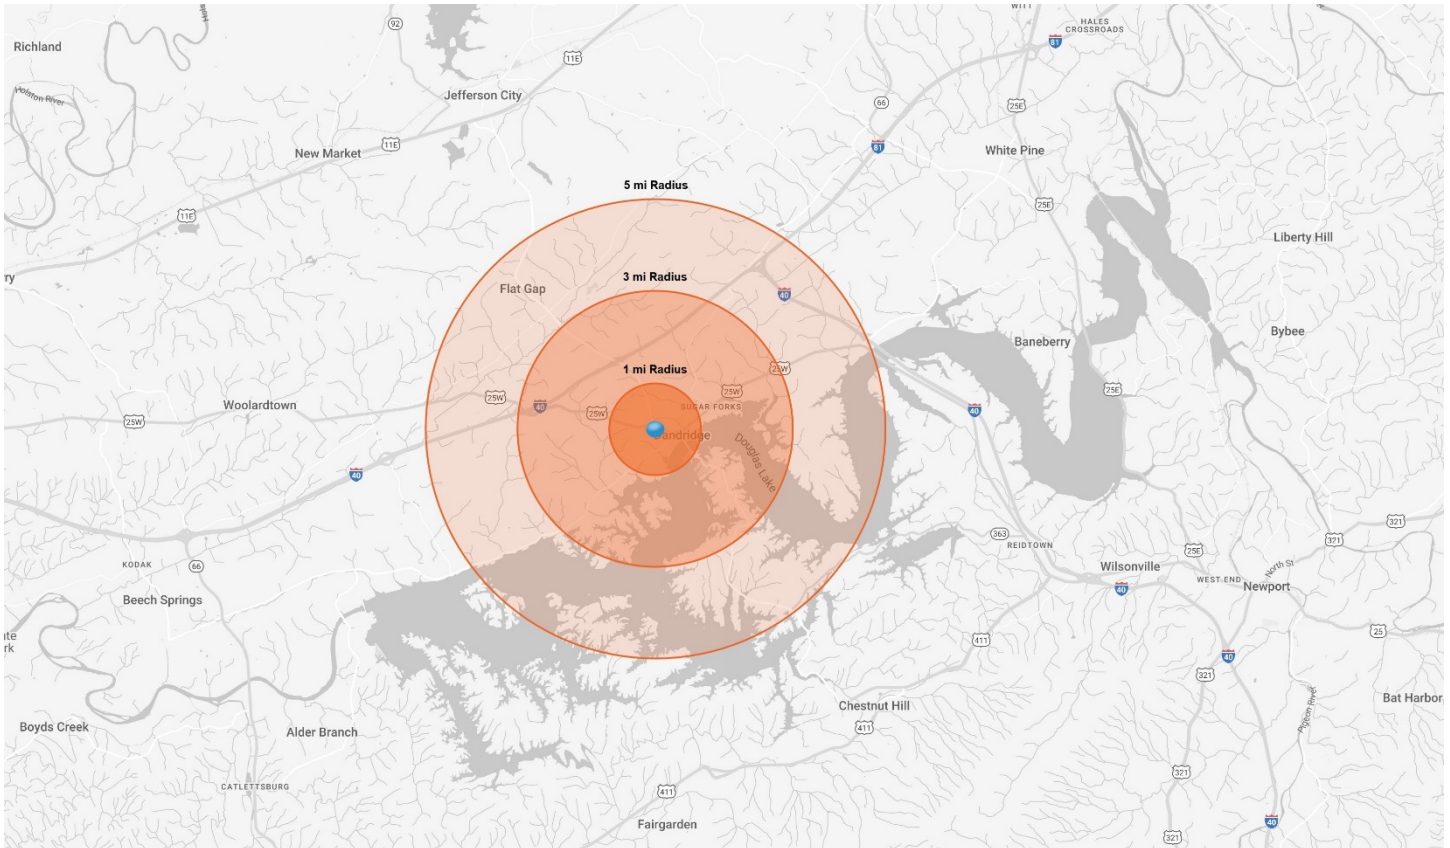 WITT
HALES
CROSSROADS
92
81
Richland
11E
Jefferson City
Holston River
66
25E
11E
New Market
81
White Pine
5 mi Radius
25E
11E
Liberty Hill
3 mi Radius
Flat Gap
40
Bybee
Baneberry
1 mi Radius
25W
25W
25W
25E
Woolardtown
40
SUGAR FORKS
25W
40
25W
Dandridge
Douglas Lake
40
321
363
321
REIDTOWN
25E
KODAK
66
Wilsonville
North St
WEST END
Newport
40
Beech Springs
25
411
40
321
Pigeon River
Bat Harbor
Chestnut Hill
Boyds Creek
411
Alder Branch
321
CATLETTSBURG
411
40
Fairgarden
321